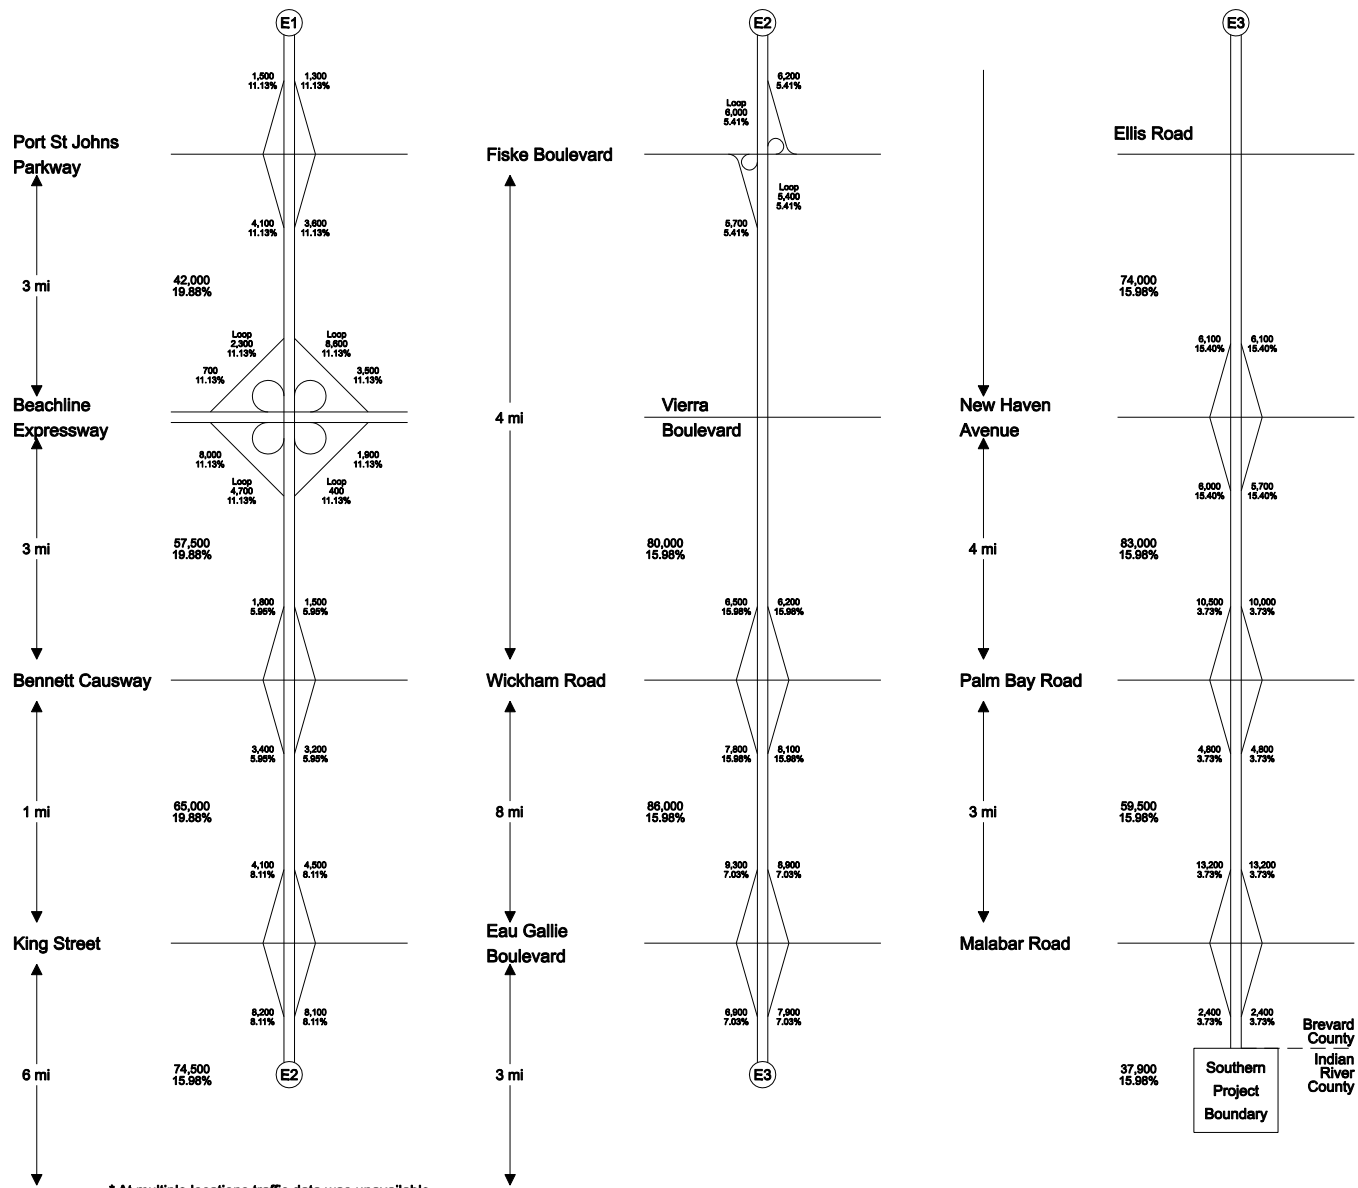 E1
1,500
11.13%
1,300
11.13%
Port St Johns
Parkway
4,100
11.13%
3,600
11.13%
3 mi
42,000
19.88%
Loop
2,300
11.13%
Loop
8,600
11.13%
700
11.13%
3,500
11.13%
Beachline
Expressway
8,000
11.13%
1,900
11.13%
Loop
4,700
11.13%
Loop
400
11.13%
3 mi
57,500
19.88%
1,800
5.95%
1,500
5.95%
Bennett Causway
3,400
5.95%
3,200
5.95%
1 mi
65,000
19.88%
4,100
8.11%
4,500
8.11%
King Street
8,200
8.11%
8,100
8.11%
6 mi
74,500
15.98%
E2
E2
6,200
5.41%
Loop
6,000
5.41%
Fiske Boulevard
Loop
5,400
5.41%
5,700
5.41%
4 mi
Vierra
Boulevard
80,000
15.98%
6,500
15.98%
6,200
15.98%
Wickham Road
7,800
15.98%
8,100
15.98%
8 mi
86,000
15.98%
9,300
7.03%
8,900
7.03%
Eau Gallie
Boulevard
6,900
7.03%
7,900
7.03%
3 mi
E3
E3
Ellis Road
74,000
15.98%
6,100
15.40%
6,100
15.40%
New Haven
Avenue
6,000
15.40%
5,700
15.40%
4 mi
83,000
15.98%
10,500
3.73%
10,000
3.73%
Palm Bay Road
4,800
3.73%
4,800
3.73%
3 mi
59,500
15.98%
13,200
3.73%
13,200
3.73%
Malabar Road
2,400
3.73%
2,400
3.73%
Brevard
County
Indian
River
County
37,900
15.98%
Southern
Project
Boundary
* At multiple locations traffic data was unavailable